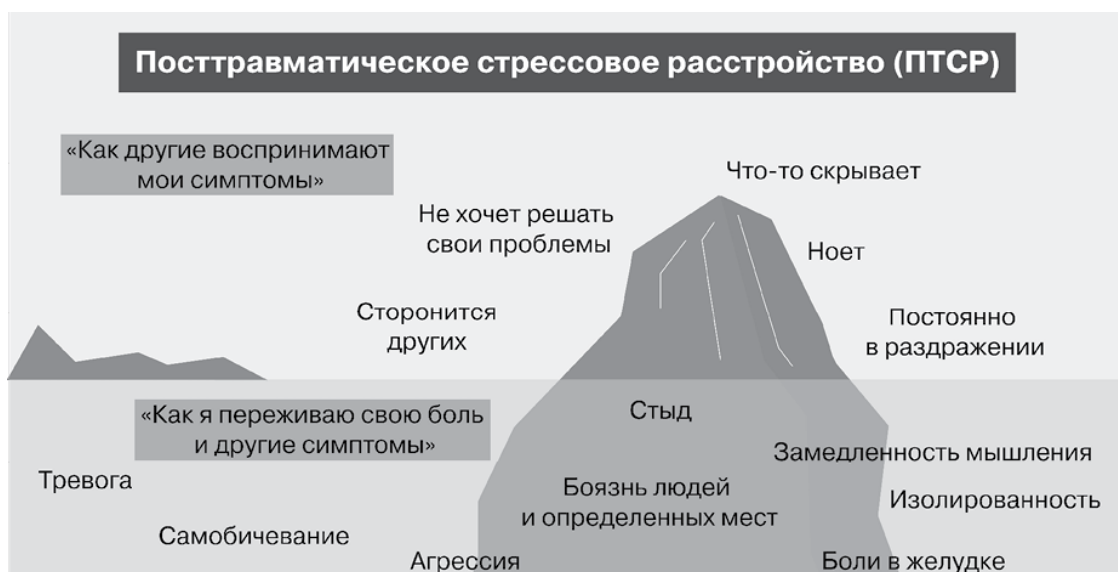 Посттравматическое стрессовое расстройство (ПТСР)
«Как другие воспринимают
мои симптомы»
Что-то скрывает
Не хочет решать
свои проблемы
Ноет
Сторонится
других
Постоянно
в раздражении
«Как я переживаю свою боль
и другие симптомы»
Стыд
Замедленность мышления
Тревога
Боязнь людей
и определенных мест
Изолированность
Самобичевание
Агрессия
Боли в желудке